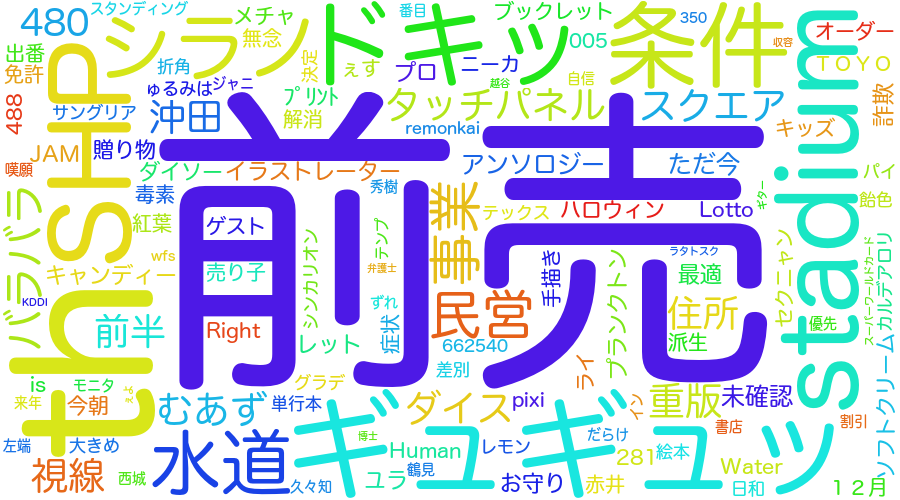 480
スタンディング
メチャ
無念
シラン
ドキッ
番目
ブックレット
005
条件
350
収容
オーダー
TOYO
出番
免許
折角
ゅるみは
ジャニ
決定
ぇす
プロ
ニーカ
自信
越谷
詐欺
488
SHP
サングリア
沖田
プリント
解消
タッチパネル
スクエア
キッズ
stadium
嘆願
JAM
贈り物
remonkai
アンソロジー
ただ今
ダイソー
イラストレーター
毒素
秀樹
パイ
飴色
バラバラ
紅葉
ゲスト
前売
事業
テックス
ハロウィン
Lotto
ギター
wfs
キャンディー
売り子
シンカリオン
テンプ
弁護士
手描き
プランクトン
ラタトスク
最適
セクニャン
スーパーワールドカード
カルデアロリ
KDDI
th
前半
Right
レット
ずれ
症状
民営
662540
差別
住所
派生
優先
is
モニタ
来年
今朝
ぇよ
グラデ
単行本
むあず
ダイス
pixi
ライ
イン
重版
未確認
書店
割引
ソフトクリーム
左端
大きめ
視線
西城
水道
久々知
ギュギュッ
博士
ユラ
Human
鶴見
レモン
お守り
だらけ
赤井
281
絵本
Water
日和
12月